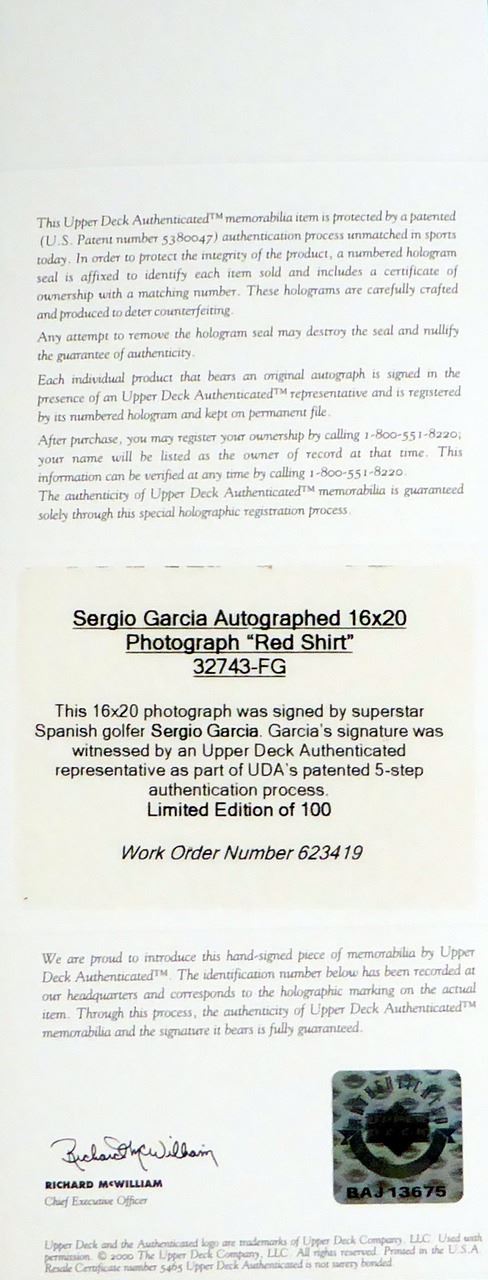 This Upper Deck Authenticated™ memorabilia item is protected by a patented
(U.S. Patent number 5380047) authentication process unmatched in sports
today. In order to protect the integrity of the product, a numbered hologram
seal is affixed to identify each item sold and includes a certificate of
ownership with a matching number. These holograms are carefully crafted
and produced to deter counterfeiting.
Any attempt to remove the hologram seal may destroy the seal and nullify
the guarantee of authenticity.
Each individual product that bears an original autograph is signed in the
presence of an Upper Deck Authenticated™ representative and is registered
by its numbered hologram and kept on permanent file.
After purchase, you may register your ownership by calling 1-800-551-8220;
your name will be listed as the owner of record at that time. This
information can be verified at any time by calling 1-800-551-8220.
The authenticity of Upper Deck Authenticated™ memorabilia is guaranteed
solely through this special holographic registration process.
Sergio Garcia Autographed 16x20
Photograph “Red Shirt”
32743-FG
This 16x20 photograph was signed by superstar
Spanish golfer Sergio Garcia. Garcia's signature was
witnessed by an Upper Deck Authenticated
representative as part of UDA's patented 5-step
authentication process.
Limited Edition of 100
Work Order Number 623419
We are proud to introduce this hand-signed piece of memorabilia by Upper
Deck Authenticated™. The identification number below has been recorded at
our headquarters and corresponds to the holographic marking on the actual
item. Through this process, the authenticity of Upper Deck Authenticated™
memorabilia and the signature it bears is fully guaranteed.
Richard McWilliam
RICHARD McWILLIAM
Chief Executive Officer
AUTHENTICATED
UPPER
DECK
BAJ13675
Upper Deck and the Authenticated logo are trademarks of Upper Deck Company, LLC. Used with
permission. © 2000 The Upper Deck Company, LLC. All rights reserved. Printed in the U.S.A.
Resale Certificate number 5465 Upper Deck Authenticated is not surety bonded.